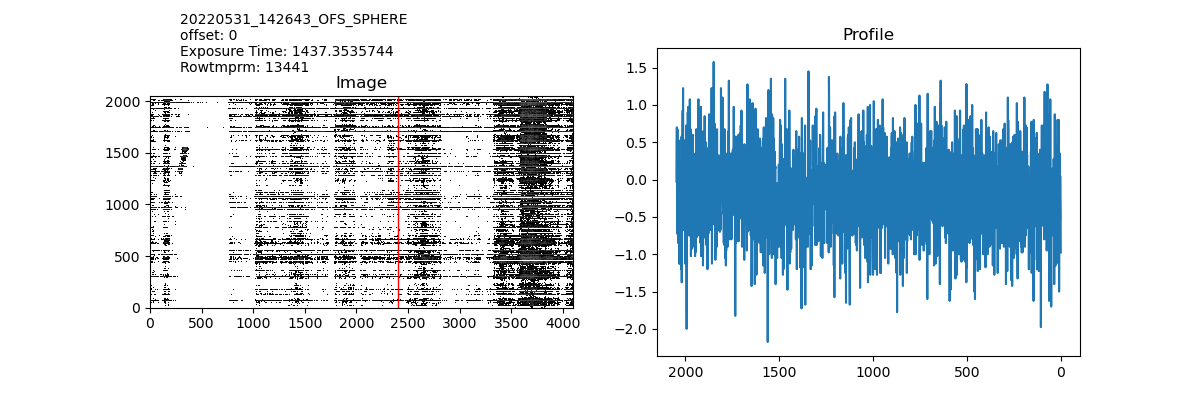 20220531_142643_OFS_SPHERE
offset: 0
Exposure Time: 1437.3535744
Rowtmprm: 13441
Image
2000
1500
1000
500
0
0 500 1000 1500 2000 2500 3000 3500 4000
Profile
1.5
1.0
0.5
0.0
−0.5
−1.0
−1.5
−2.0
2000 1500 1000 500 0